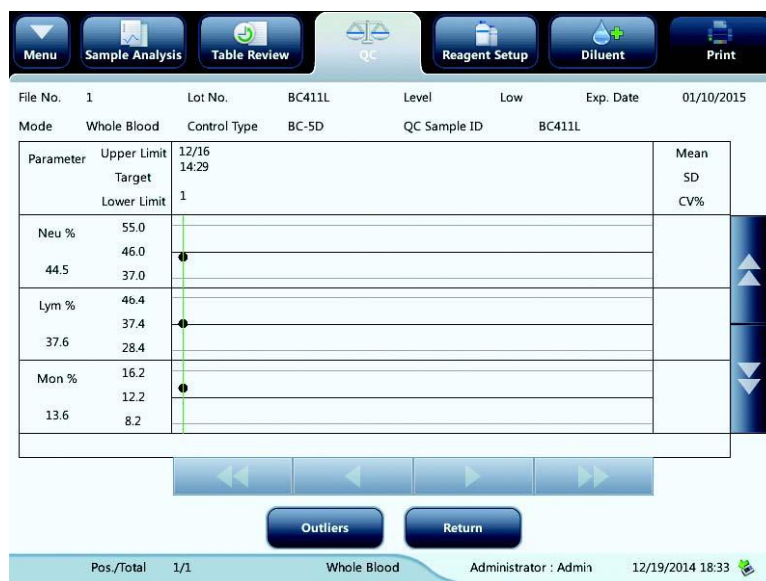 Menu Sample Analysis Table Review QC Reagent Setup Diluent Print
File No. 1 Lot No. BC411L Level Low Exp. Date 01/10/2015
Mode Whole Blood Control Type BC-5D QC Sample ID BC411L
Parameter Upper Limit 12/16 Mean
14:29
Target SD
Lower Limit 1 CV%
Neu % 55.0
46.0
44.5 37.0
Lym % 46.4
37.4
37.6 28.4
Mon % 16.2
12.2
13.6 8.2
Outliers Return
Pos./Total 1/1 Whole Blood Administrator : Admin 12/19/2014 18:33